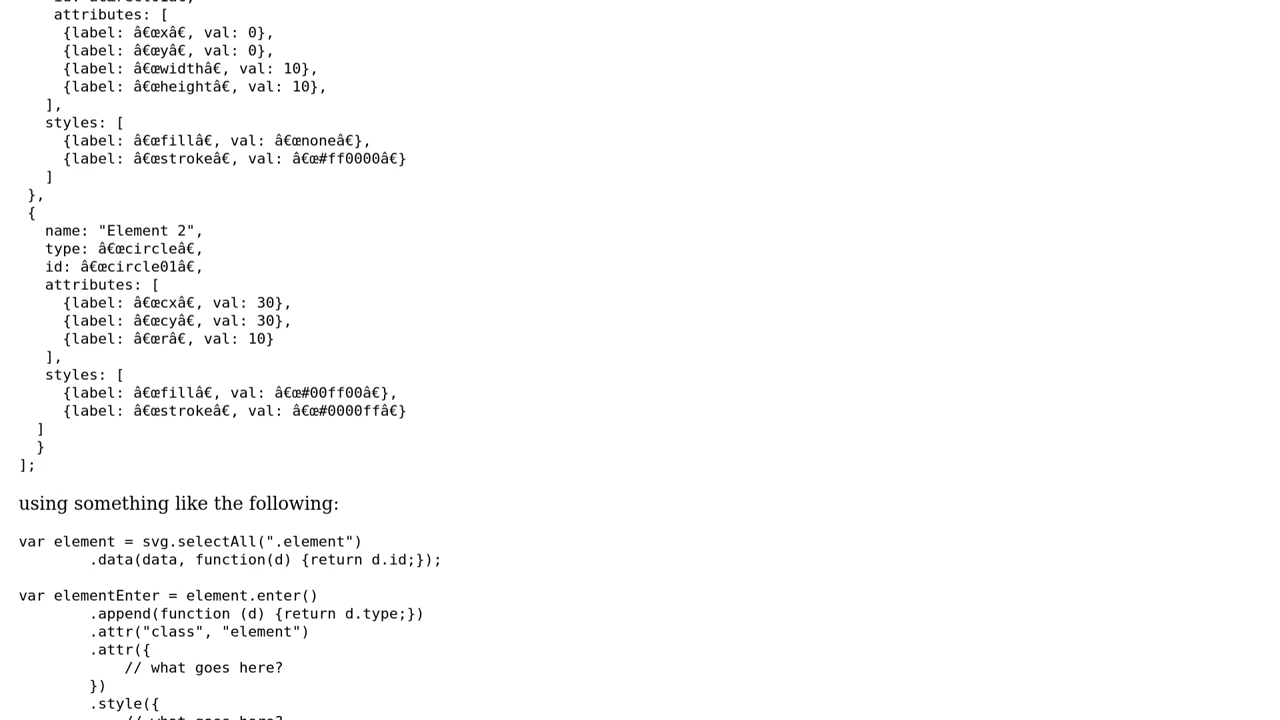 attributes: [
{label: â€œxâ€, val: 0},
{label: â€œyâ€, val: 0},
{label: â€œwidthâ€, val: 10},
{label: â€œheightâ€, val: 10},
],
styles: [
{label: â€œfillâ€, val: â€œnoneâ€},
{label: â€œstrokeâ€, val: â€œ#ff0000â€}
]
},
{
name: "Element 2",
type: â€œcircleâ€,
id: â€œcircle01â€,
attributes: [
{label: â€œcxâ€, val: 30},
{label: â€œcyâ€, val: 30},
{label: â€œrâ€, val: 10}
],
styles: [
{label: â€œfillâ€, val: â€œ#00ff00â€},
{label: â€œstrokeâ€, val: â€œ#0000ffâ€}
]
}
];
using something like the following:
var element = svg.selectAll(".element")
.data(data, function(d) {return d.id;});
var elementEnter = element.enter()
.append(function (d) {return d.type;})
.attr("class", "element")
.attr({
// what goes here?
})
.style({
// what goes here?